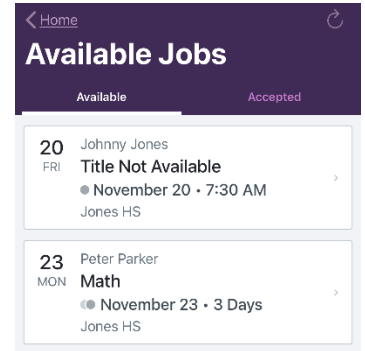 Home
Available Jobs
Available Accepted
20 Johnny Jones
FRI Title Not Available
November 20 • 7:30 AM
Jones HS
23 Peter Parker
MON Math
November 23 • 3 Days
Jones HS